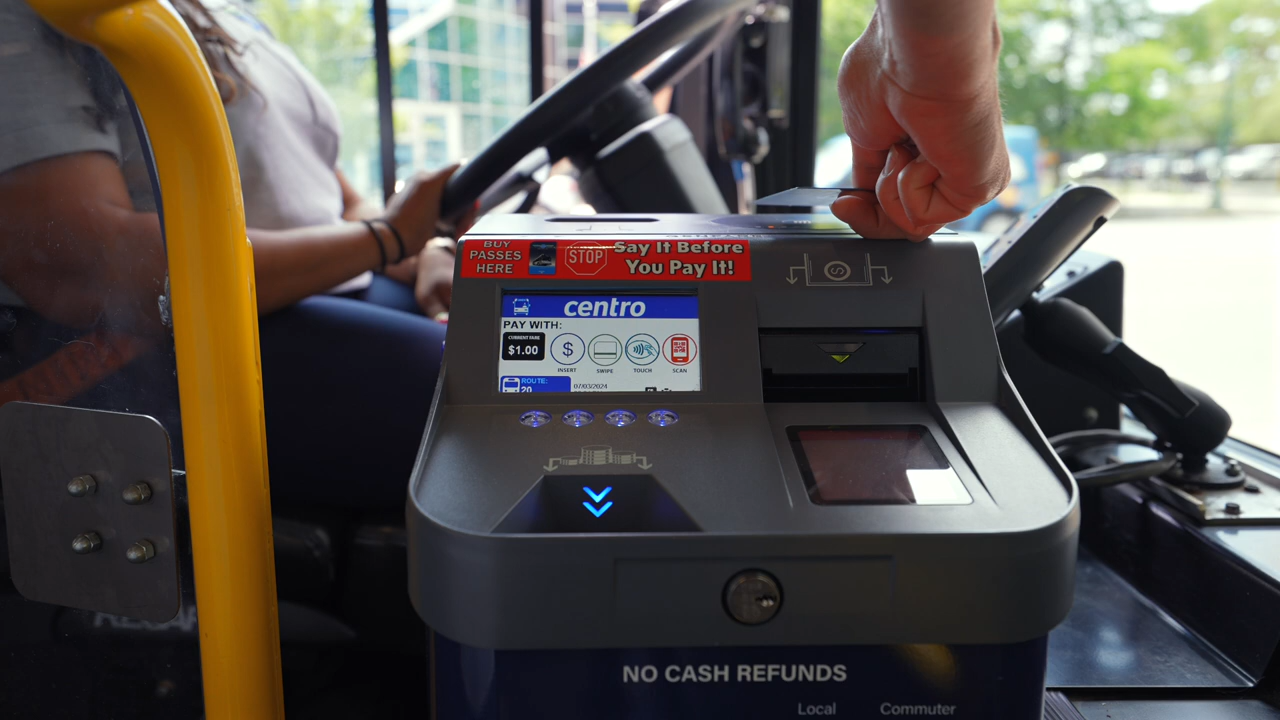 BUY
PASSES
HERE
STOP
Say It Before
You Pay It!
centro
PAY WITH:
CURRENT FARE
$1.00
$
INSERT
SWIPE
TOUCH
SCAN
ROUTE:
20
07/03/2024
NO CASH REFUNDS
Local Commuter